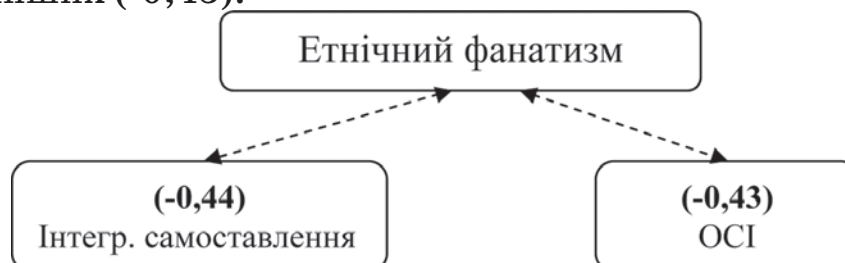 Етнічний фанатизм
(-0,44)
Інтегр. самоставлення
(-0,43)
ОСІ